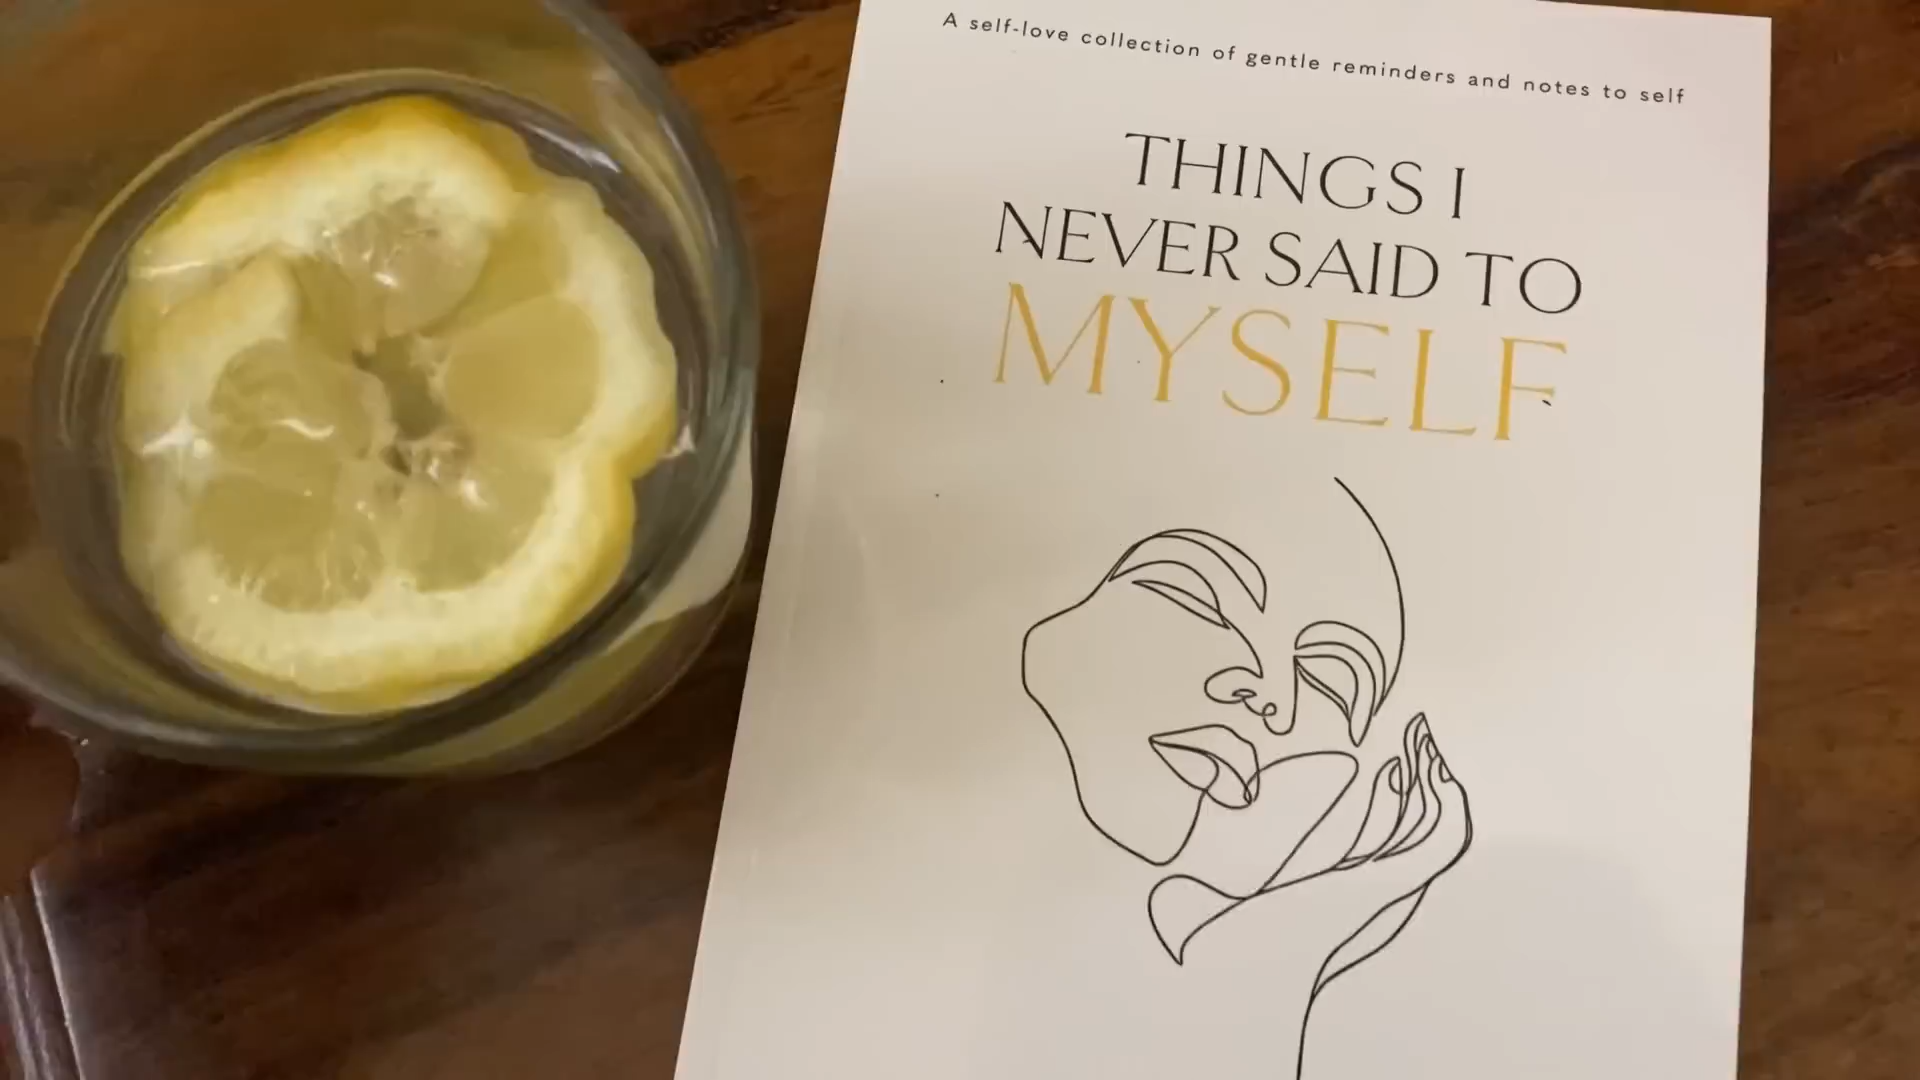 A self-love collection of gentle reminders and notes to self
THINGS I
NEVER SAID TO
MYSELF